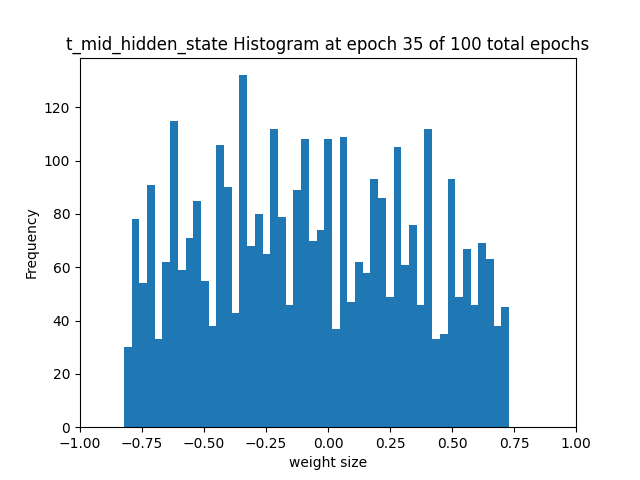 t_mid_hidden_state Histogram at epoch 35 of 100 total epochs
120
100
80
60
40
20
0
Frequency
−1.00 −0.75 −0.50 −0.25 0.00 0.25 0.50 0.75 1.00
weight size